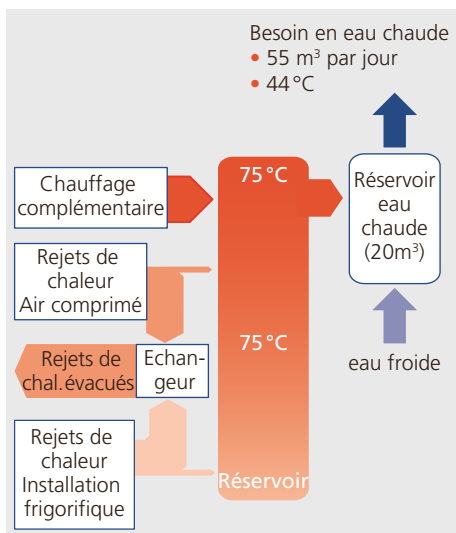 Besoin en eau chaude
• 55 m³ par jour
• 44 °C
75 °C
Chauffage
complémentaire
Réservoir
eau
chaude
(20m³)
Rejets de
chaleur
Air comprimé
75 °C
eau froide
Rejets de
chal.évacués
Echan-
geur
Rejets de
chaleur
Installation
frigorifique
Réservoir